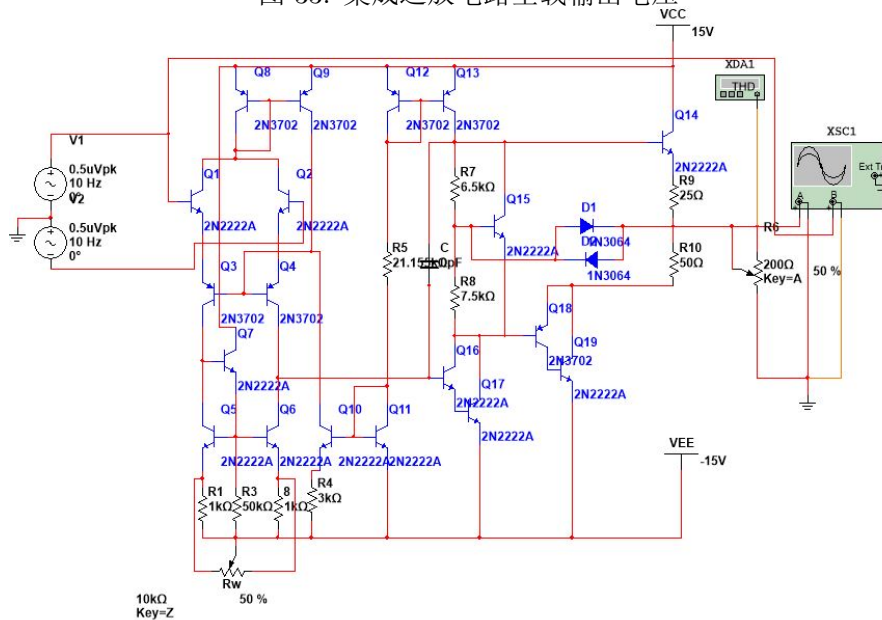 图 35. 集成运放电路空载输出电压
VCC
15V
XDA1
THD
XSC1
Ext Tr
A
B
Q8
Q9
2N3702
2N3702
Q12
Q13
2N3702
2N3702
Q14
2N2222A
V1
0.5uVpk
10 Hz
0°
V2
0.5uVpk
10 Hz
0°
Q1
Q2
2N2222A
2N2222A
R7
6.5kΩ
Q15
2N2222A
R9
25Ω
D1
1N3064
D2
1N3064
R10
50Ω
R6
200Ω
Key=A
50 %
R5
C
R8
7.5kΩ
Q3
Q4
2N3702
2N3702
Q7
2N2222A
Q18
2N3702
Q19
2N2222A
Q16
2N2222A
Q17
2N2222A
Q5
Q6
2N2222A
2N2222A
Q10
Q11
2N2222A
2N2222A
VEE
-15V
R1
1kΩ
R3
50kΩ
8
1kΩ
R4
3kΩ
Rw
10kΩ
Key=Z
50 %